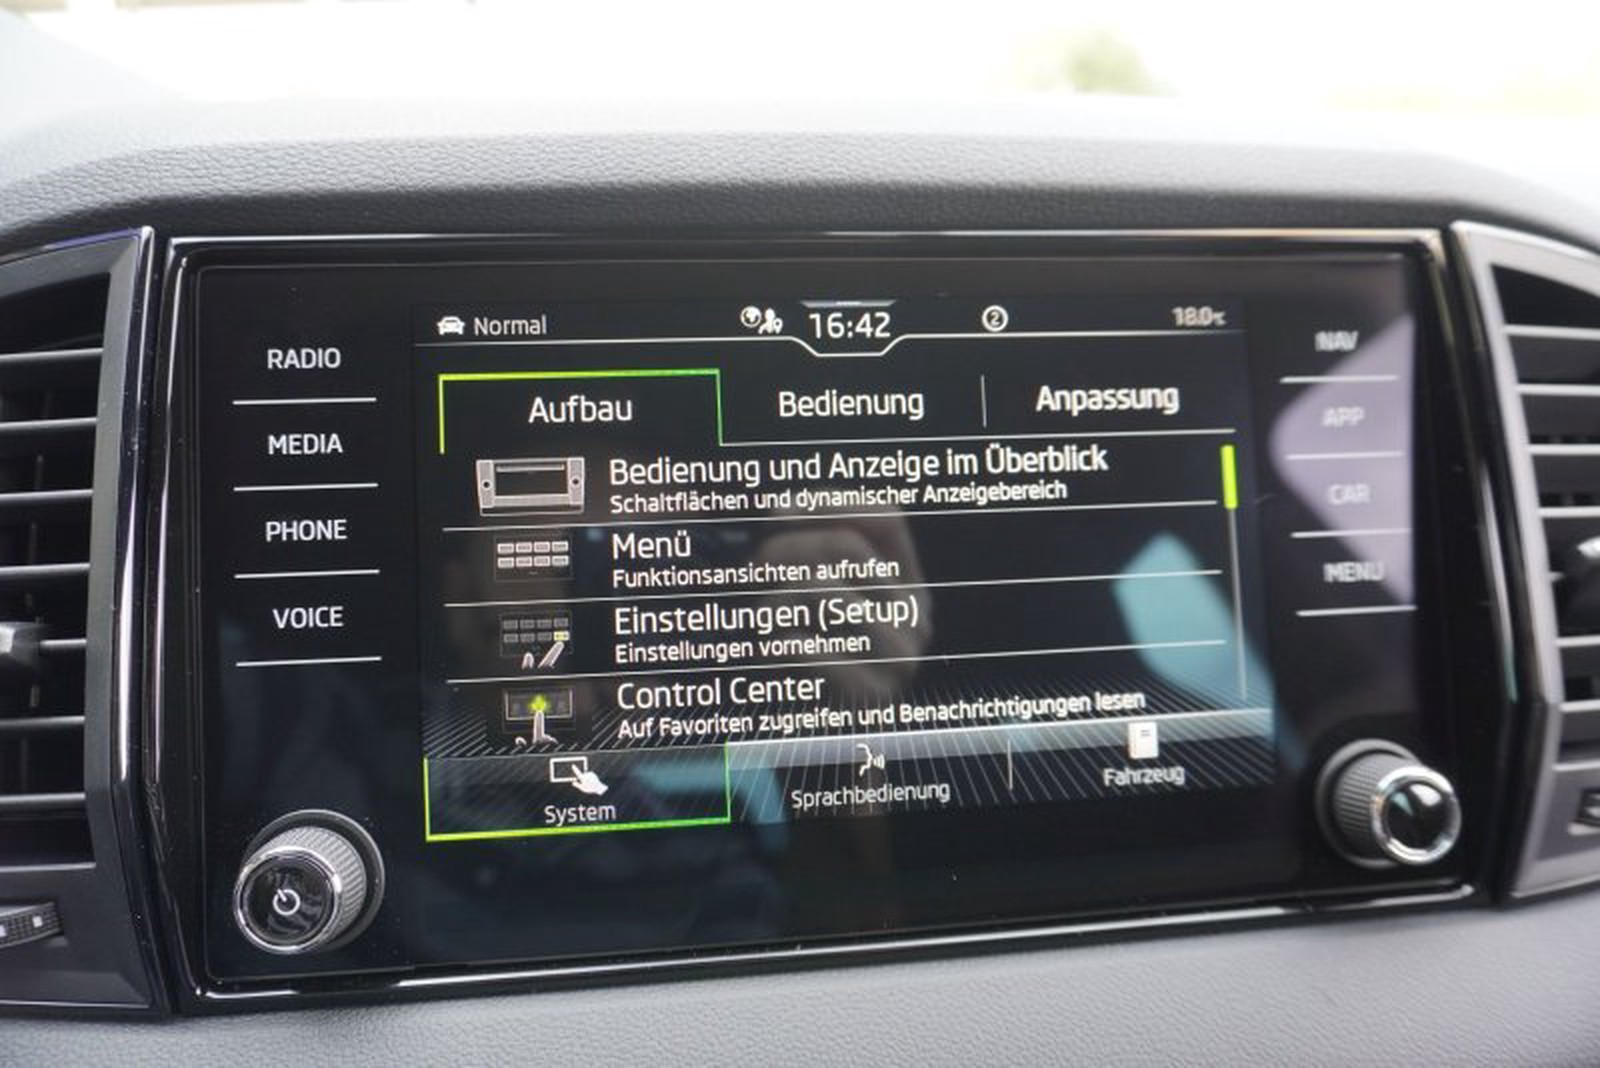 Normal
16:42
2
18.0°C
RADIO
MEDIA
PHONE
VOICE
Aufbau
Bedienung
Anpassung
Bedienung und Anzeige im Überblick
Schaltflächen und dynamischer Anzeigebereich
Menü
Funktionsansichten aufrufen
Einstellungen (Setup)
Einstellungen vornehmen
Control Center
Auf Favoriten zugreifen und Benachrichtigungen lesen
System
Sprachbedienung
Fahrzeug
NAV
APP
CAR
MENU